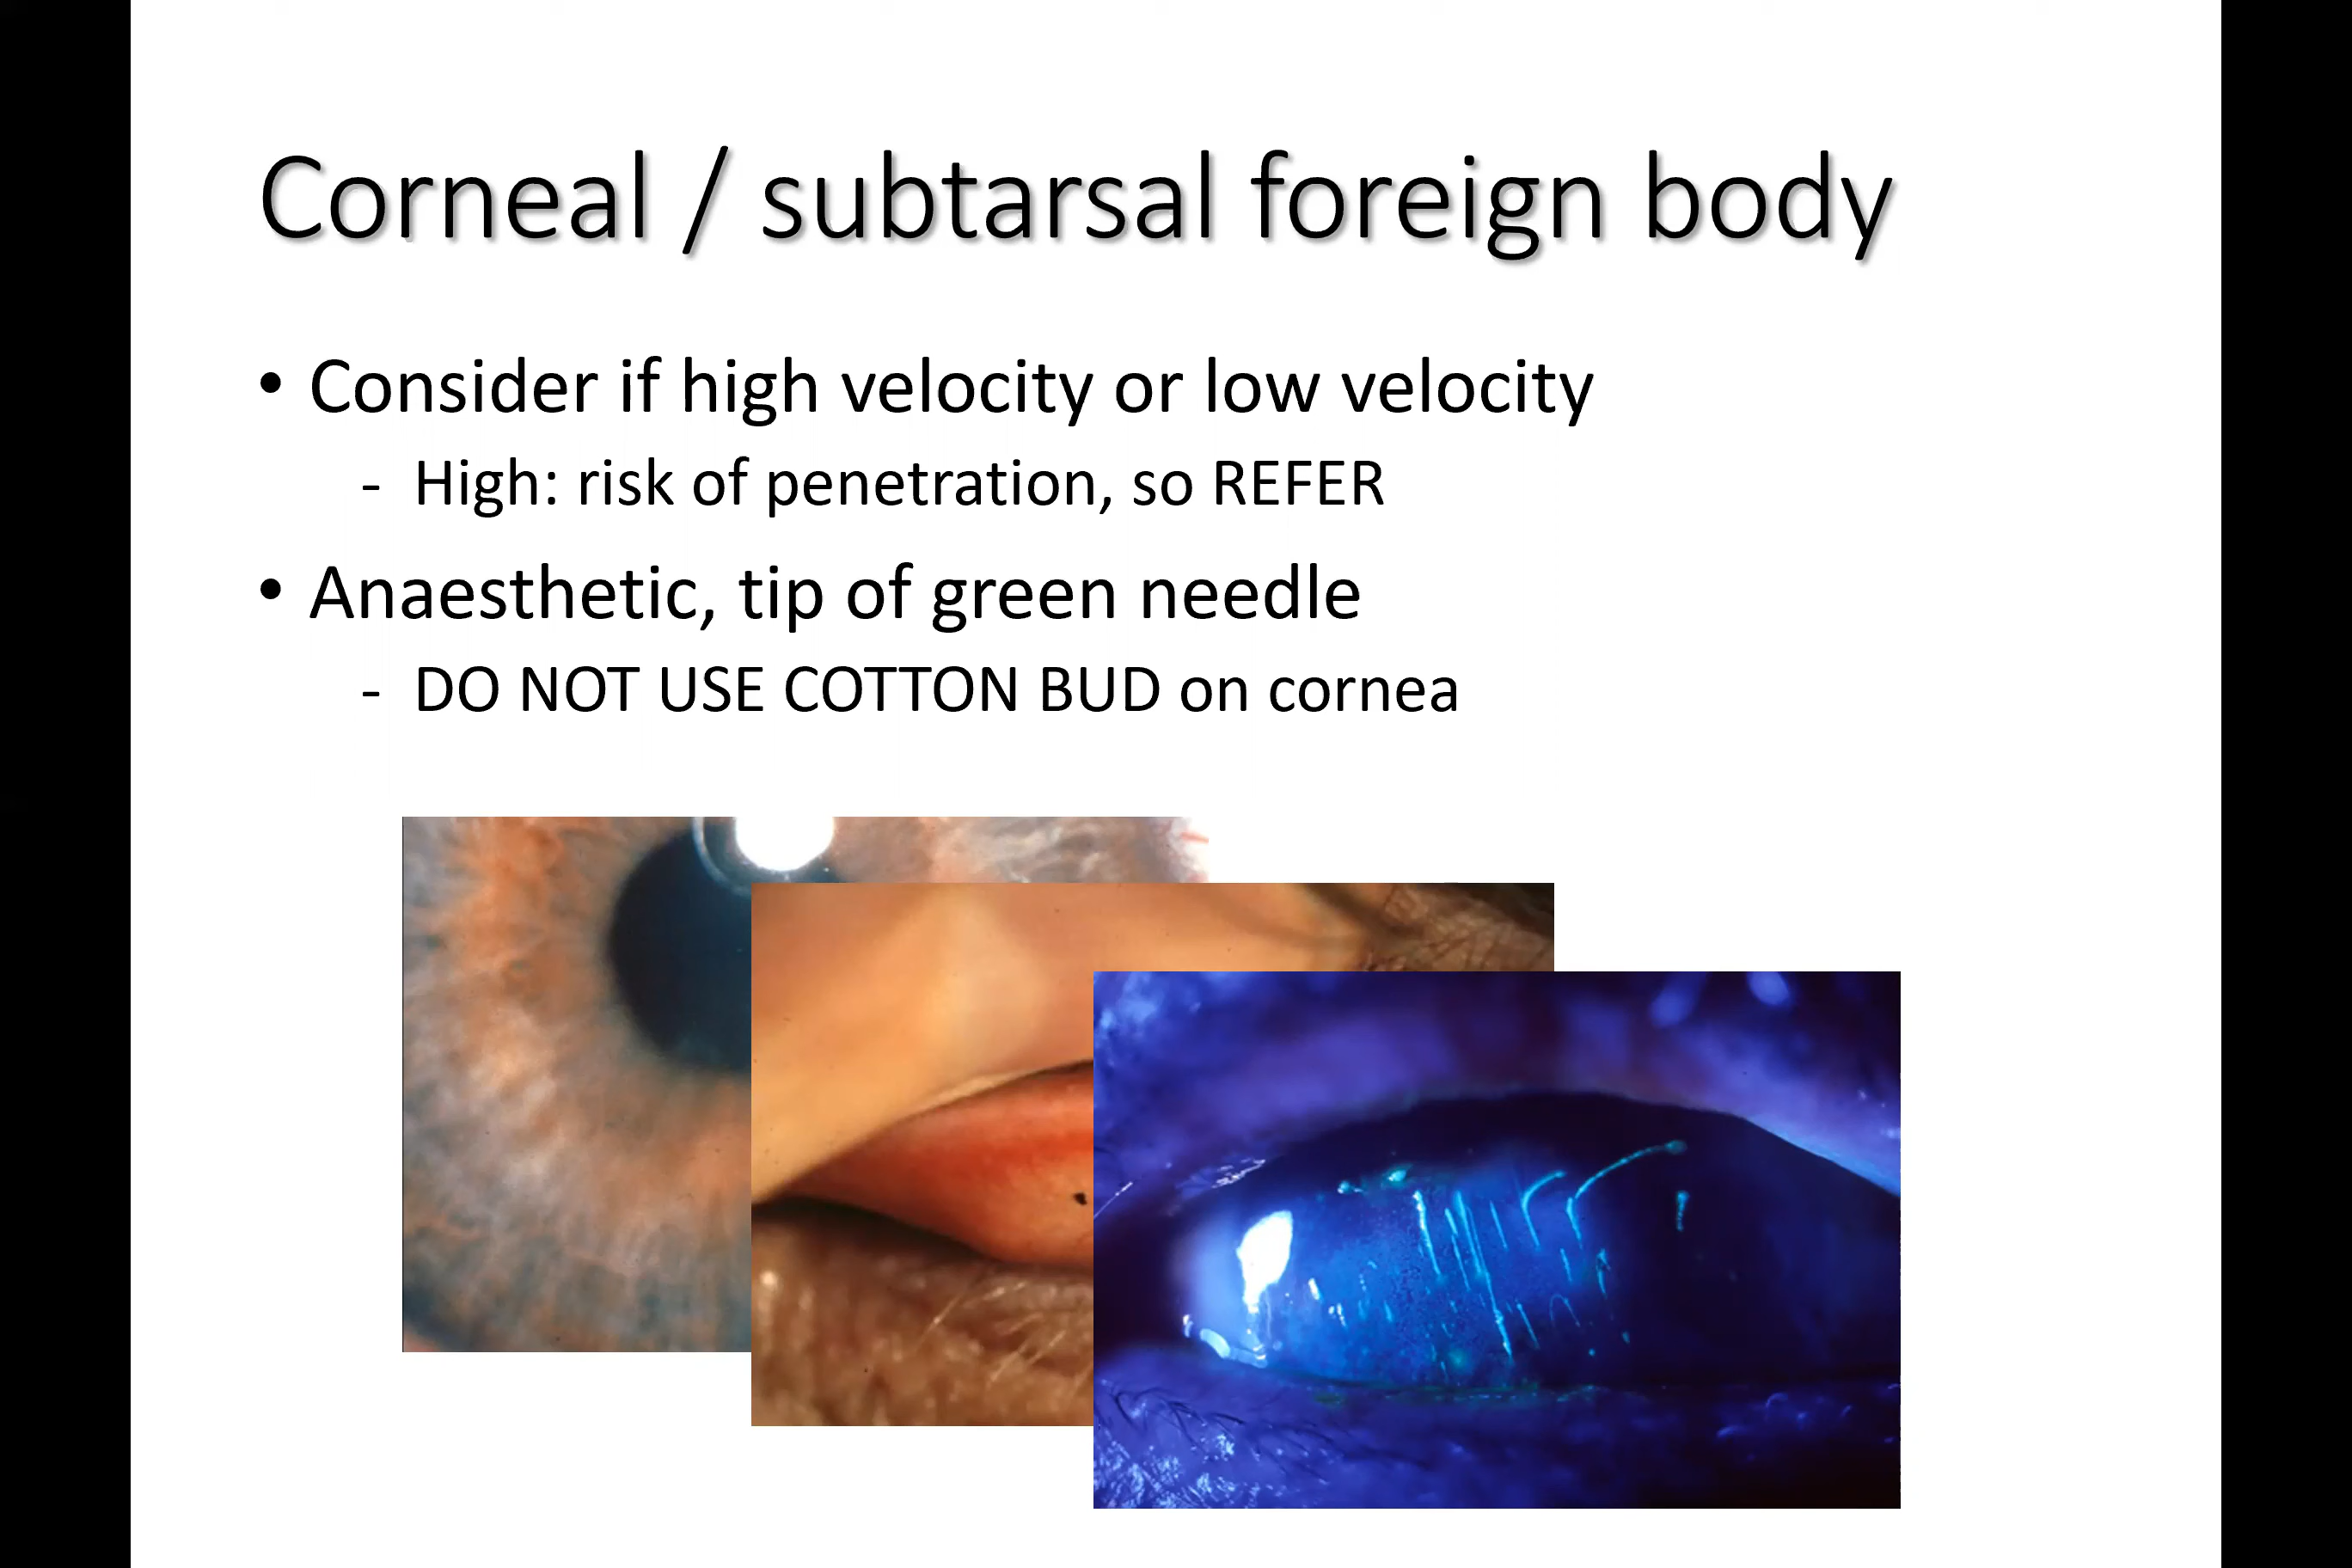 Corneal / subtarsal foreign body
• Consider if high velocity or low velocity
- High: risk of penetration, so REFER
• Anaesthetic, tip of green needle
- DO NOT USE COTTON BUD on cornea